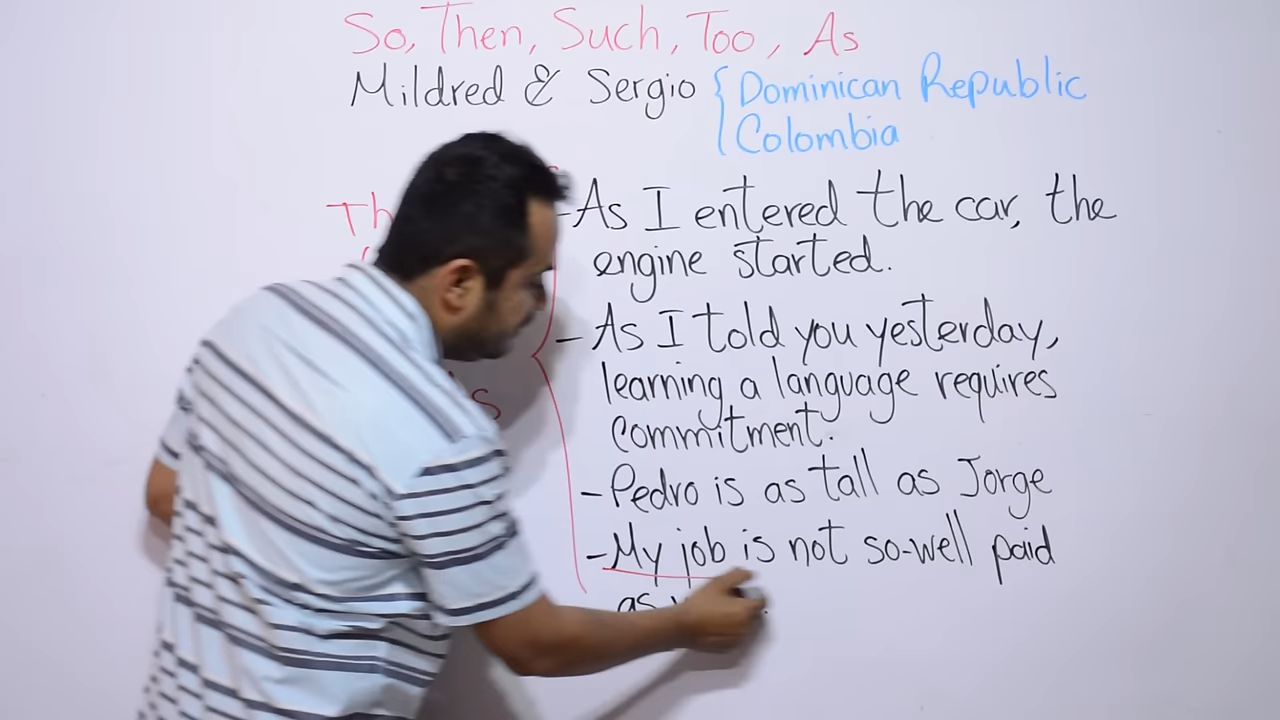 So, Then, Such, Too, As
Mildred & Sergio { Dominican Republic
Colombia
- As I entered the car, the
engine started.
- As I told you yesterday,
learning a language requires
commitment.
- Pedro is as tall as Jorge
- My job is not so-well paid
as